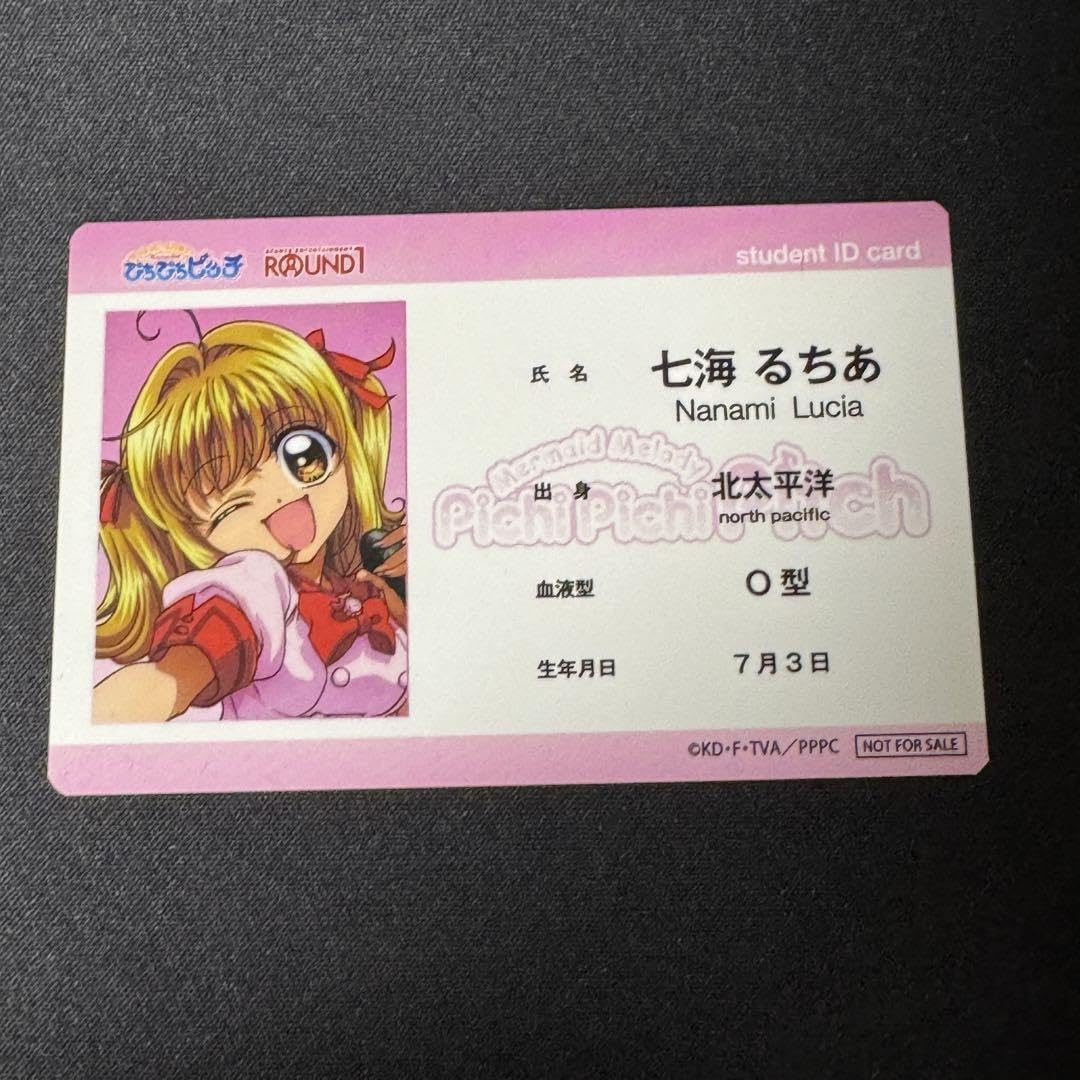 ぴちぴちピッチ
ROUND1
student ID card
氏 名 七海 るちあ
Nanami Lucia
Mermaid Melody
Pichi Pichi Pitch
出 身 北太平洋
north pacific
血液型 O型
生年月日 7月3日
©KD・F・TVA／PPPC NOT FOR SALE